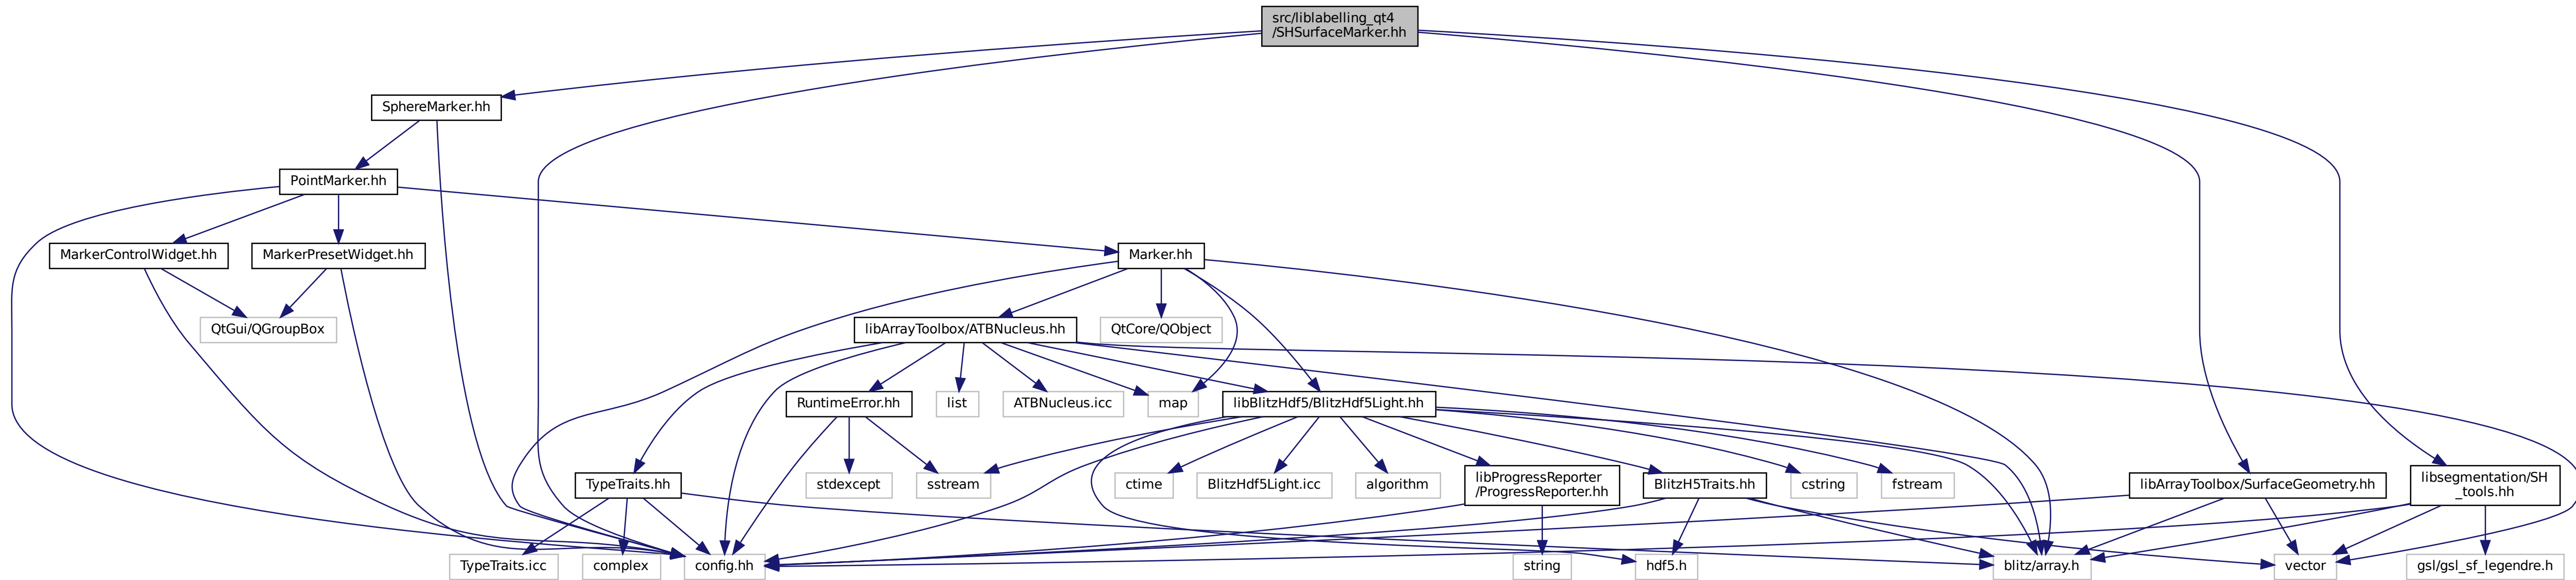 src/liblabelling_qt4
/SHSurfaceMarker.hh
SphereMarker.hh
PointMarker.hh
MarkerControlWidget.hh
MarkerPresetWidget.hh
Marker.hh
QtGui/QGroupBox
libArrayToolbox/ATBNucleus.hh
QtCore/QObject
RuntimeError.hh
list
ATBNucleus.icc
map
libBlitzHdf5/BlitzHdf5Light.hh
TypeTraits.hh
stdexcept
sstream
ctime
BlitzHdf5Light.icc
algorithm
libProgressReporter
/ProgressReporter.hh
BlitzH5Traits.hh
cstring
fstream
libArrayToolbox/SurfaceGeometry.hh
libsegmentation/SH
_tools.hh
TypeTraits.icc
complex
config.hh
string
hdf5.h
blitz/array.h
vector
gsl/gsl_sf_legendre.h